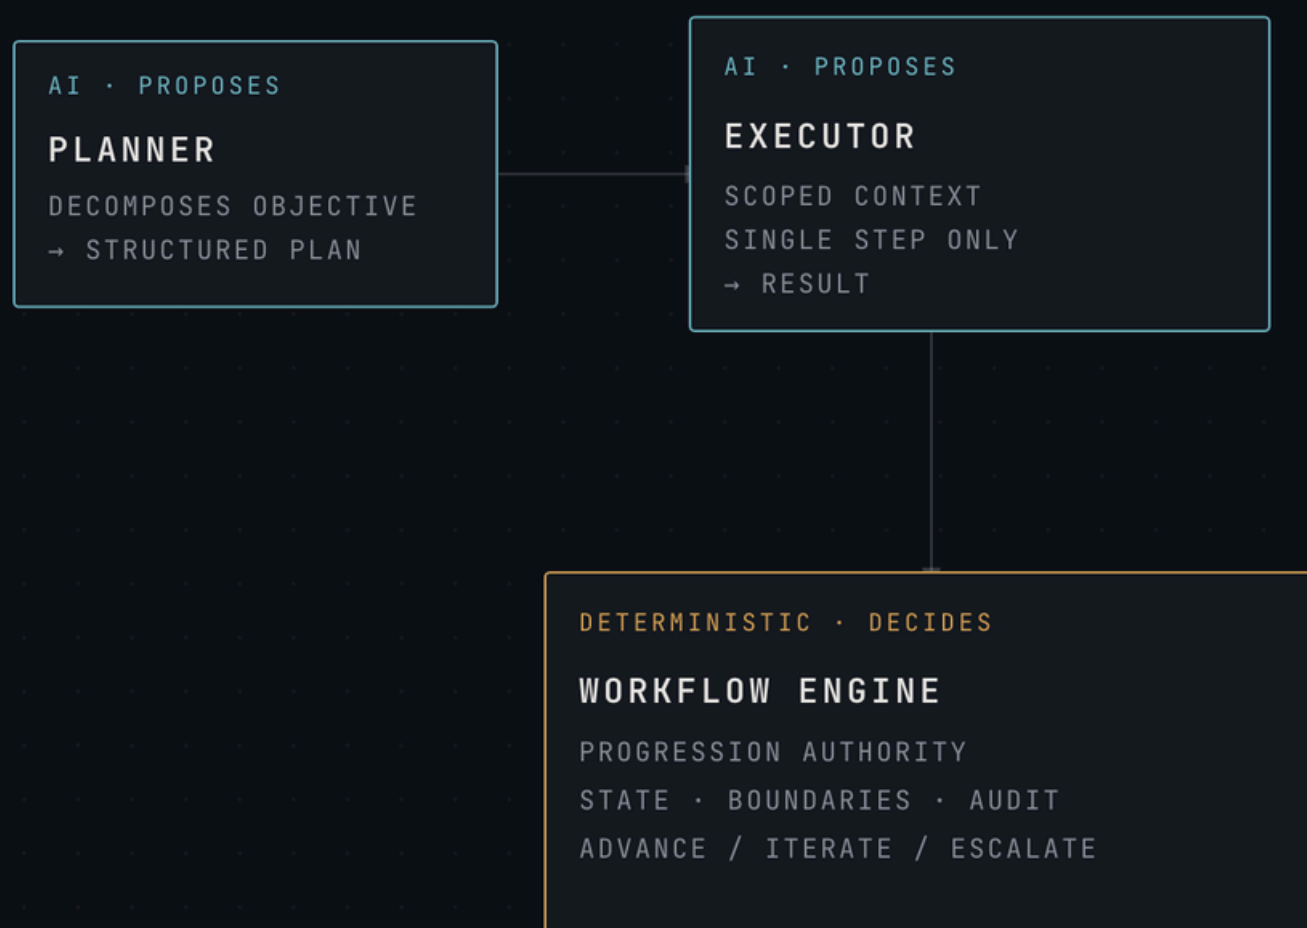 AI · PROPOSES
PLANNER
DECOMPOSES OBJECTIVE
→ STRUCTURED PLAN
AI · PROPOSES
EXECUTOR
SCOPED CONTEXT
SINGLE STEP ONLY
→ RESULT
DETERMINISTIC · DECIDES
WORKFLOW ENGINE
PROGRESSION AUTHORITY
STATE · BOUNDARIES · AUDIT
ADVANCE / ITERATE / ESCALATE